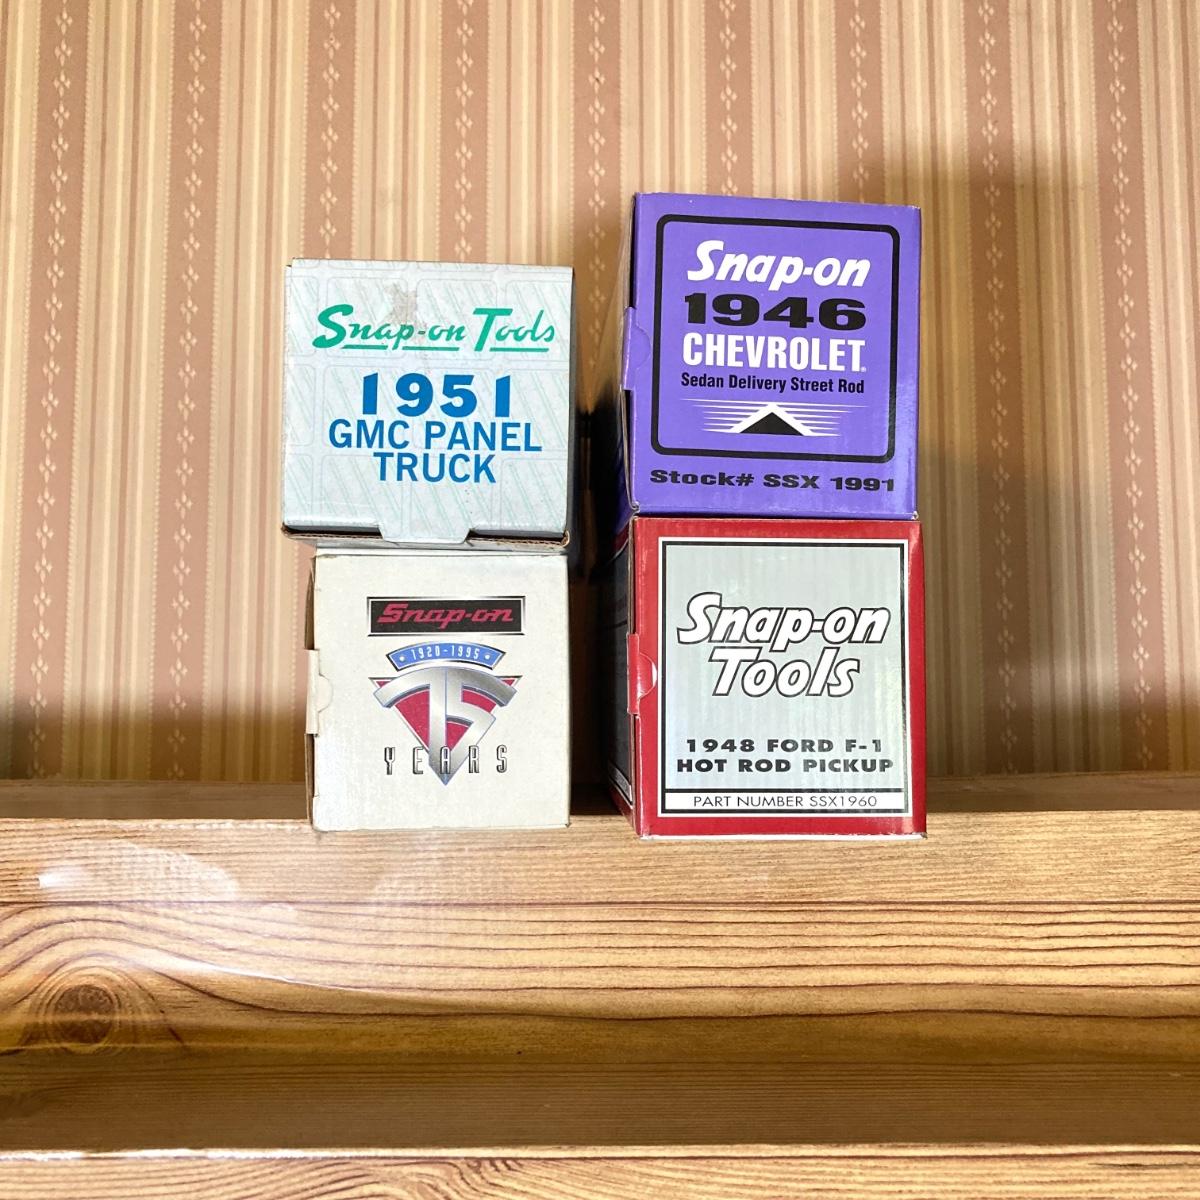 Snap-on Tools
1951
GMC PANEL
TRUCK
Snap-on
1946
CHEVROLET®
Sedan Delivery Street Rod
Stock# SSX 1991
Snap-on
• 1920-1995 •
75
YEARS
Snap-on
Tools
1948 FORD F-1
HOT ROD PICKUP
PART NUMBER SSX1960